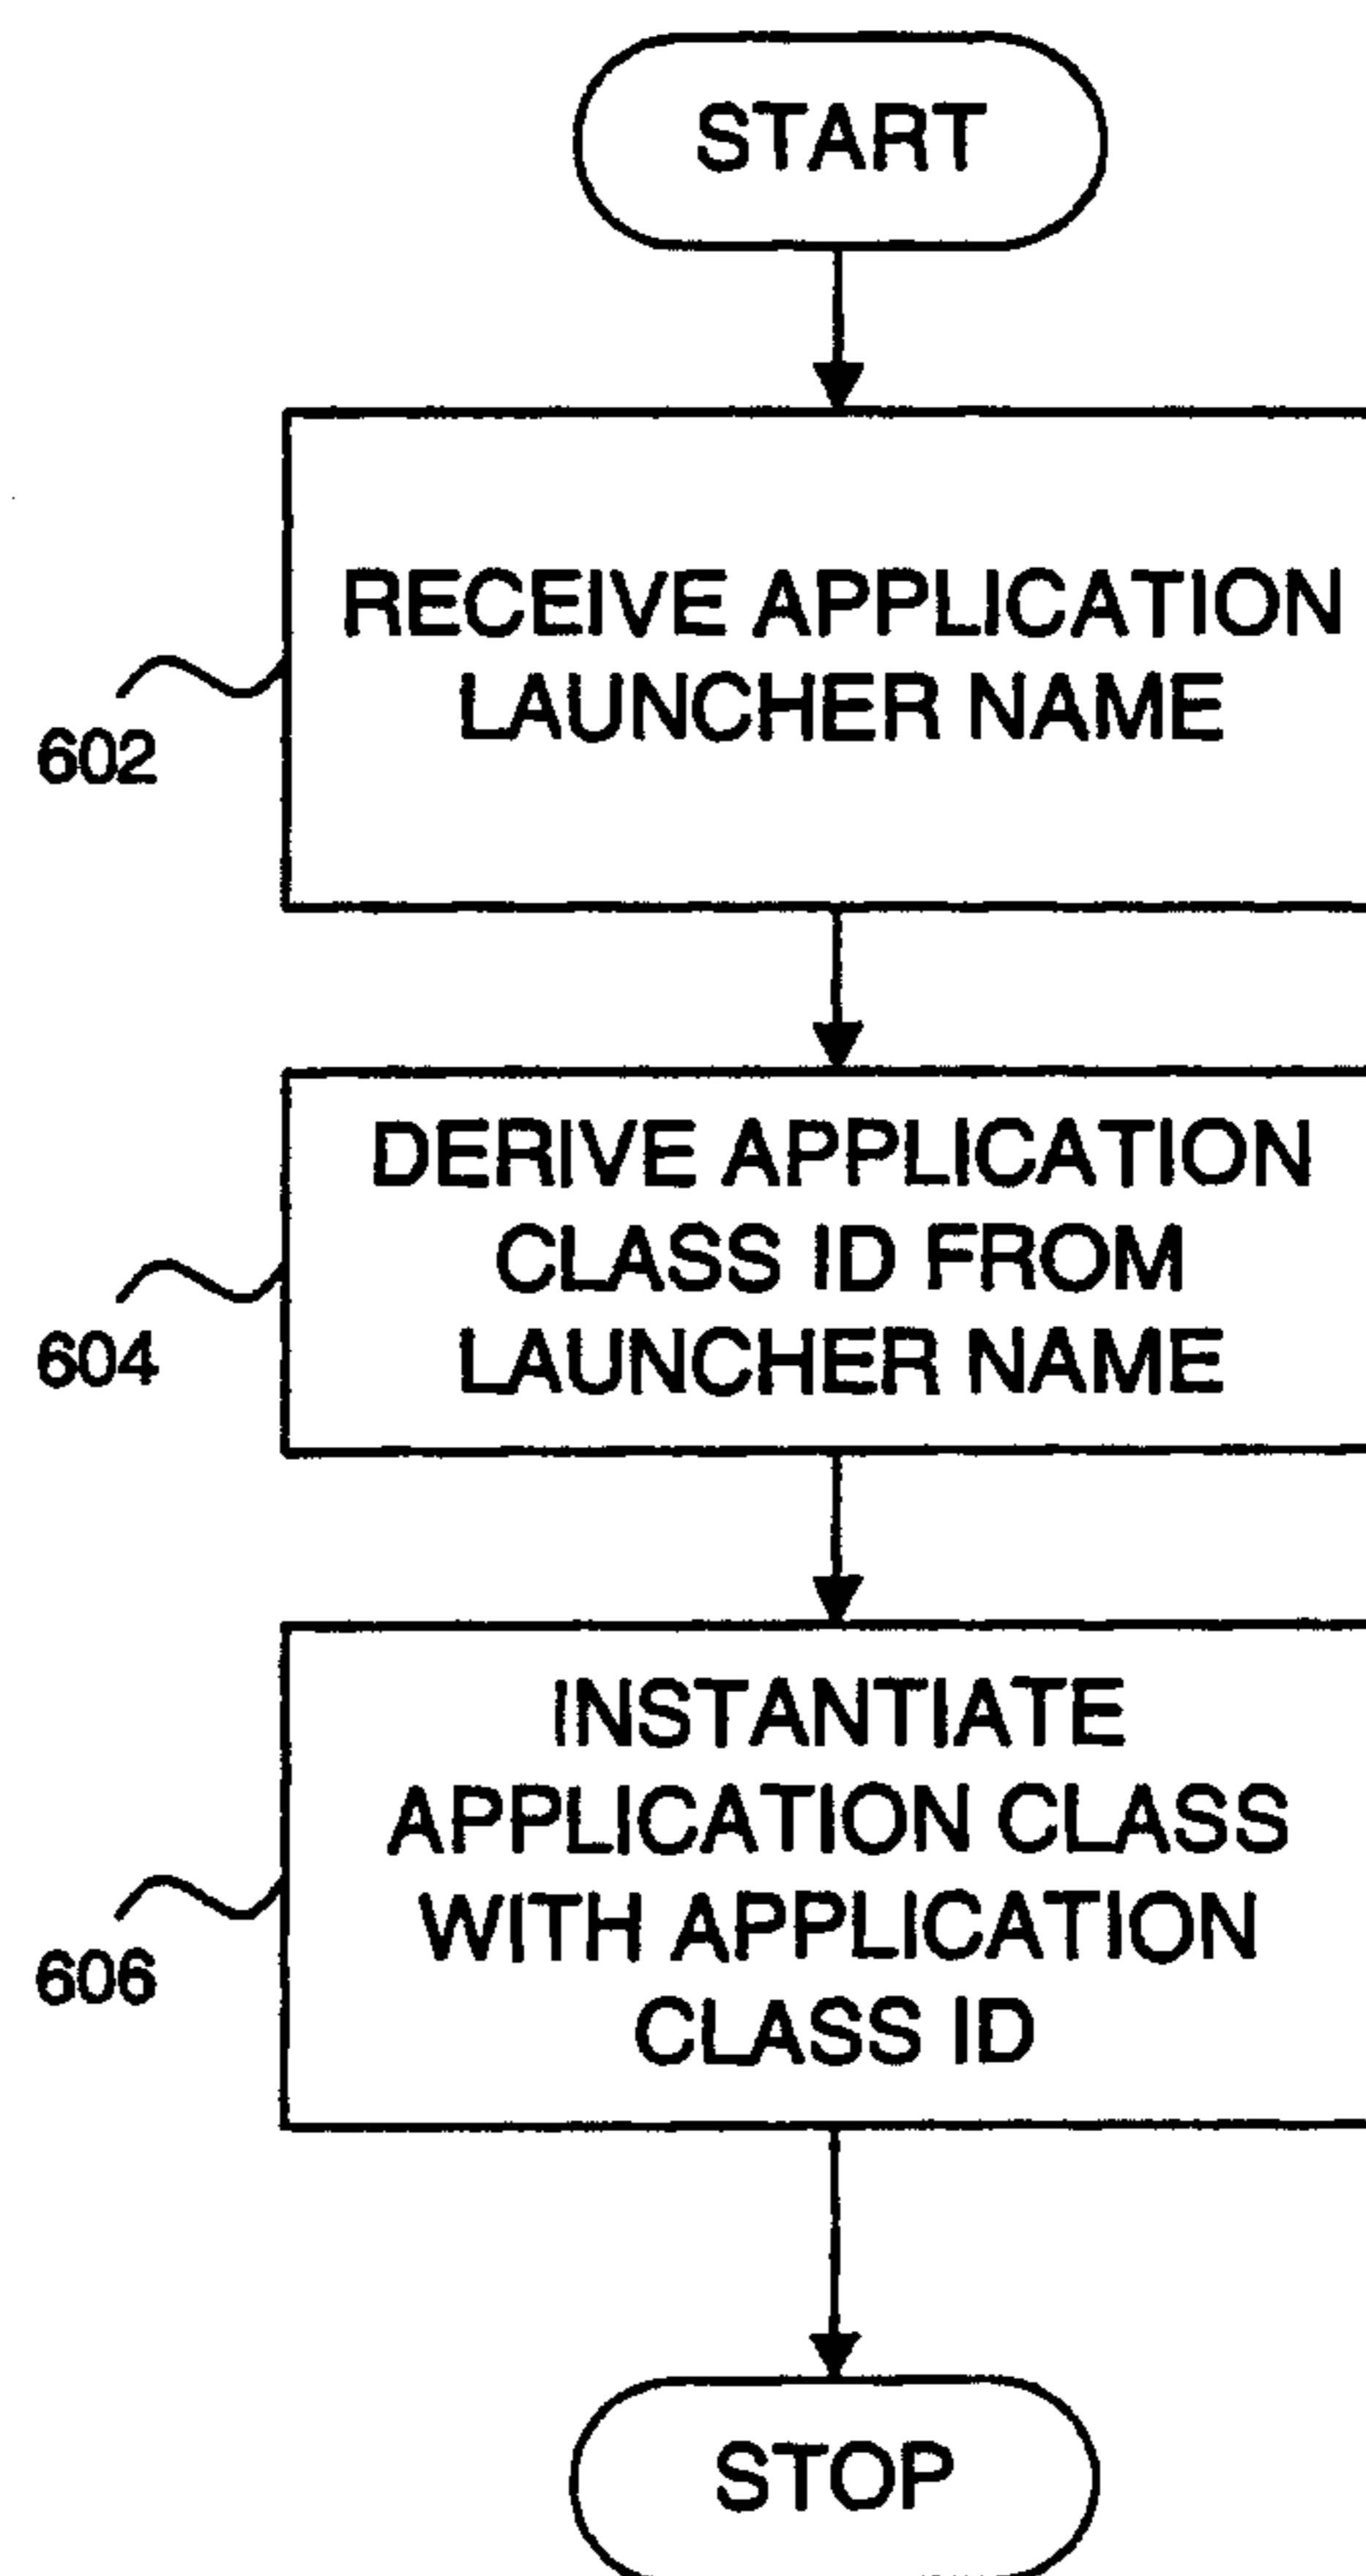 START
RECEIVE APPLICATION
LAUNCHER NAME
602
DERIVE APPLICATION
CLASS ID FROM
LAUNCHER NAME
604
INSTANTIATE
APPLICATION CLASS
WITH APPLICATION
CLASS ID
606
STOP